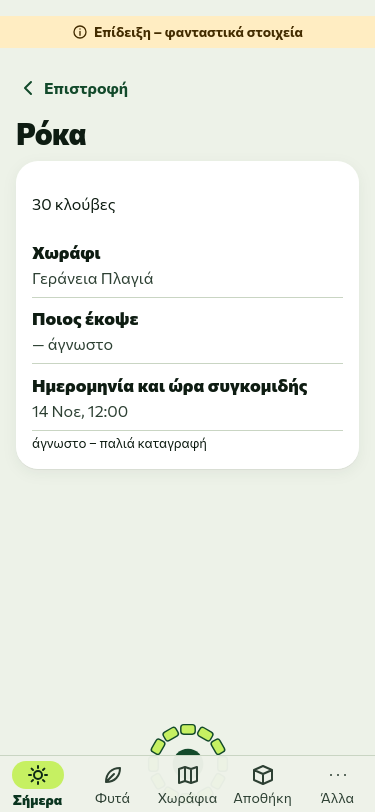 Επίδειξη – φανταστικά στοιχεία
Επιστροφή
Ρόκα
30 κλούβες
Χωράφι
Γεράνεια Πλαγιά
Ποιος έκοψε
— άγνωστο
Ημερομηνία και ώρα συγκομιδής
14 Νοε, 12:00
άγνωστο – παλιά καταγραφή
Σήμερα
Φυτά
Χωράφια
Αποθήκη
Άλλα